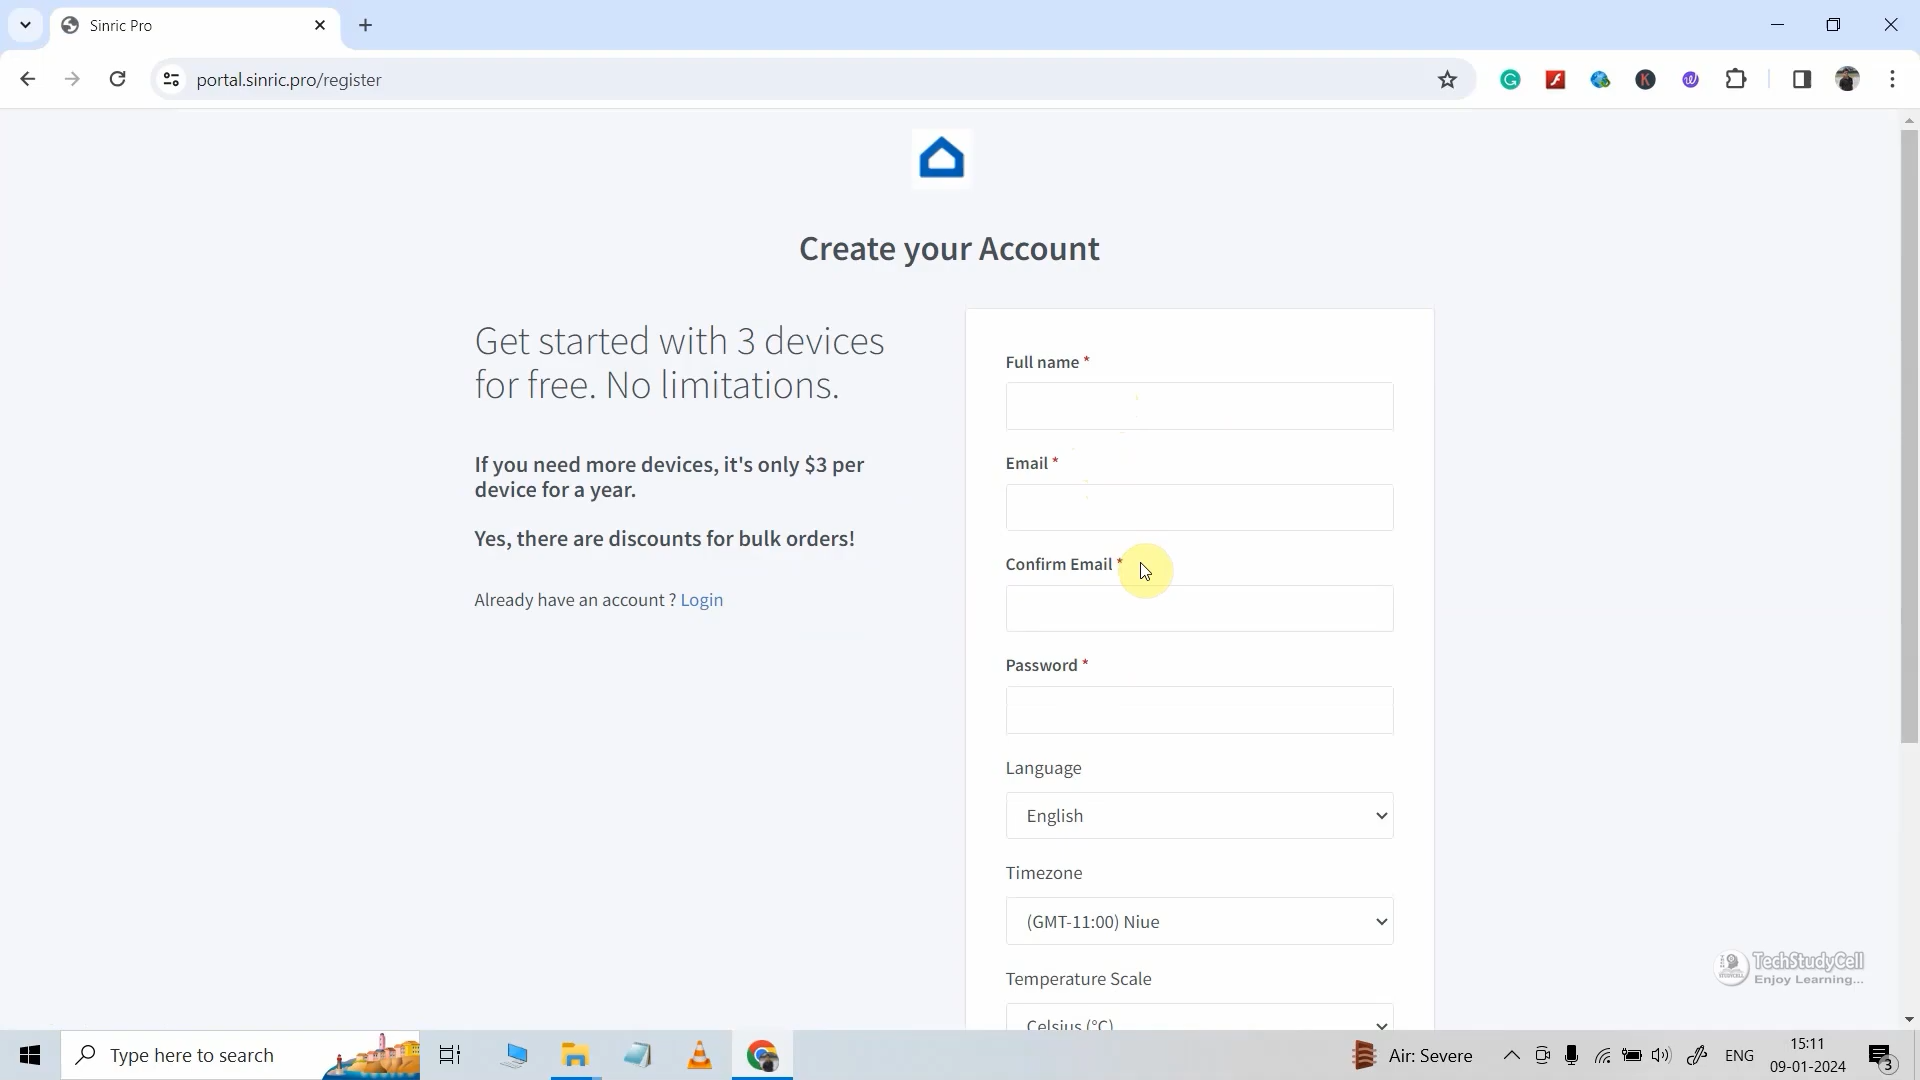 Sinric Pro
portal.sinric.pro/register
Create your Account
Get started with 3 devices
for free. No limitations.
If you need more devices, it's only $3 per
device for a year.
Yes, there are discounts for bulk orders!
Already have an account ? Login
Full name *
Email *
Confirm Email *
Password *
Language
English
Timezone
(GMT-11:00) Niue
Temperature Scale
Celsius (°C)
TechStudyCell
Enjoy Learning...
Type here to search
Air: Severe
ENG
15:11
09-01-2024
3